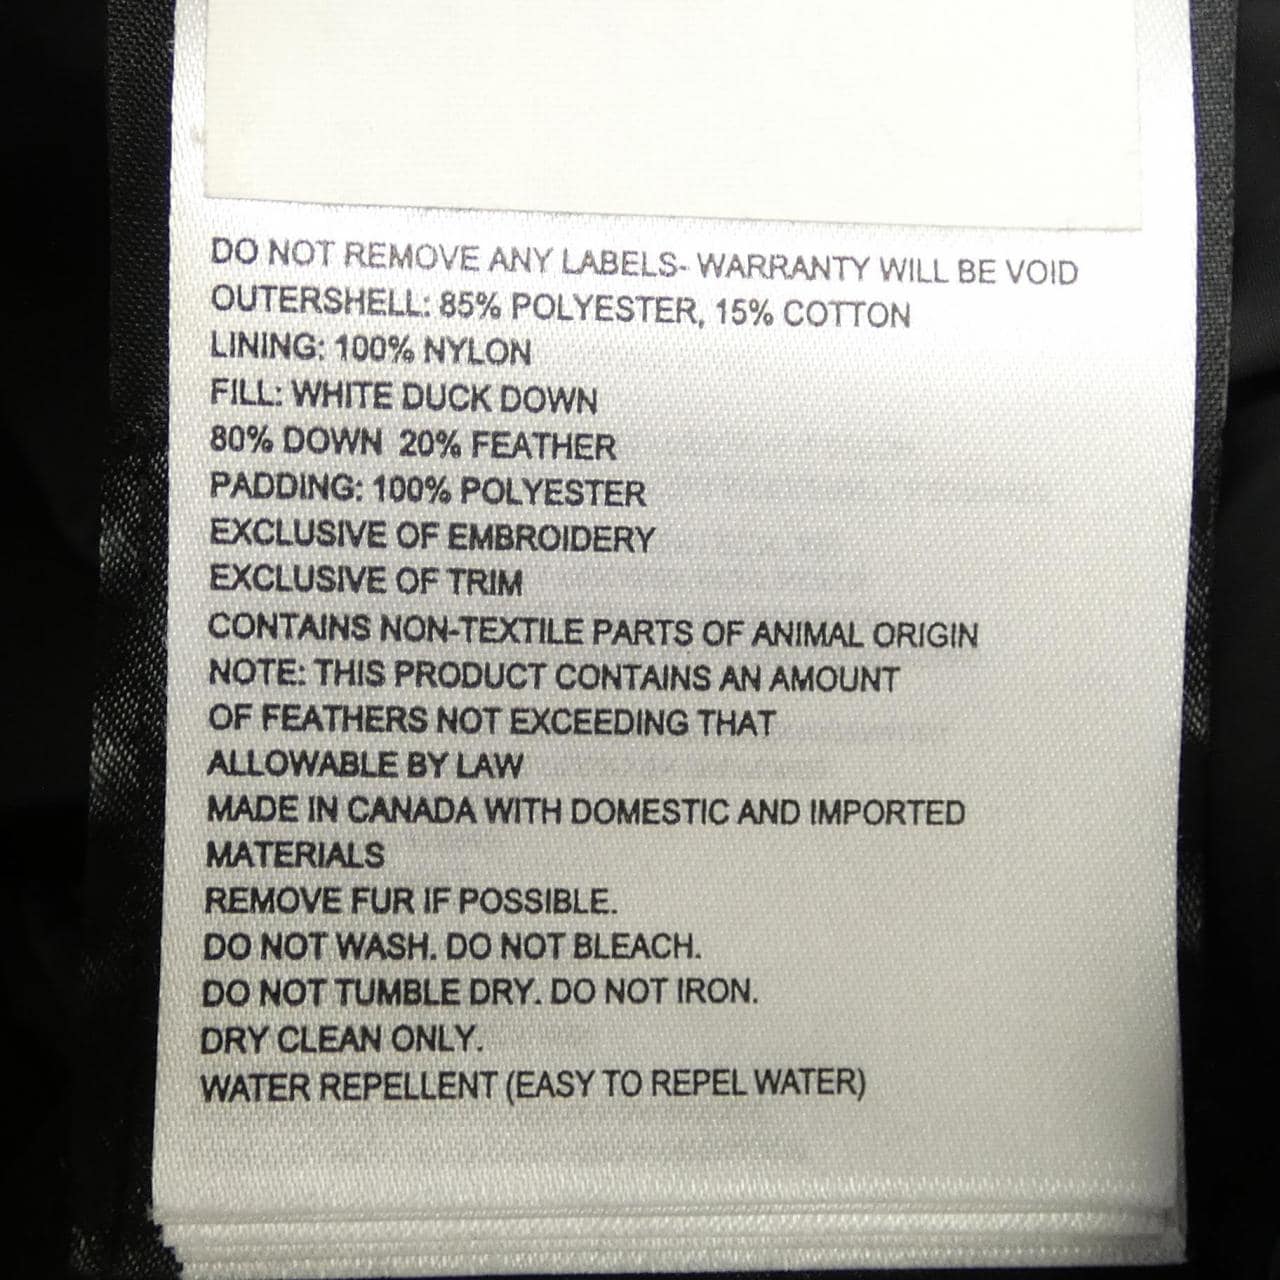 DO NOT REMOVE ANY LABELS- WARRANTY WILL BE VOID
OUTERSHELL: 85% POLYESTER, 15% COTTON
LINING: 100% NYLON
FILL: WHITE DUCK DOWN
80% DOWN 20% FEATHER
PADDING: 100% POLYESTER
EXCLUSIVE OF EMBROIDERY
EXCLUSIVE OF TRIM
CONTAINS NON-TEXTILE PARTS OF ANIMAL ORIGIN
NOTE: THIS PRODUCT CONTAINS AN AMOUNT
OF FEATHERS NOT EXCEEDING THAT
ALLOWABLE BY LAW
MADE IN CANADA WITH DOMESTIC AND IMPORTED
MATERIALS
REMOVE FUR IF POSSIBLE.
DO NOT WASH. DO NOT BLEACH.
DO NOT TUMBLE DRY. DO NOT IRON.
DRY CLEAN ONLY.
WATER REPELLENT (EASY TO REPEL WATER)